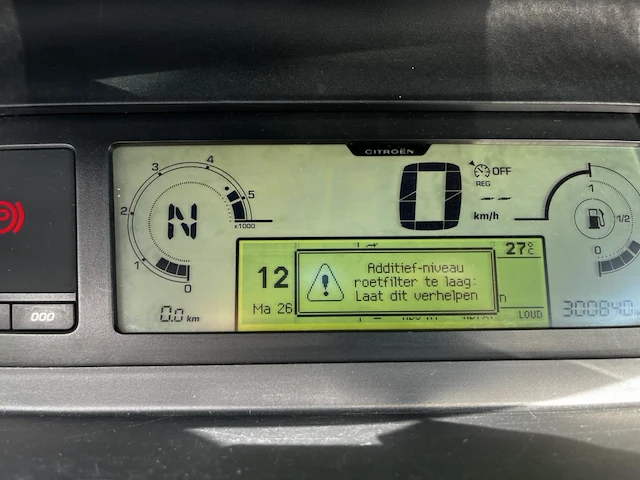 CITROËN
4
3
5
2
x1000
1
0
N
0.0 km
0
OFF
REG
--
km/h
1
1/2
0
27°C
12
Ma 26
Additief-niveau
roetfilter te laag:
Laat dit verhelpen
n
LOUD
300840
000
P